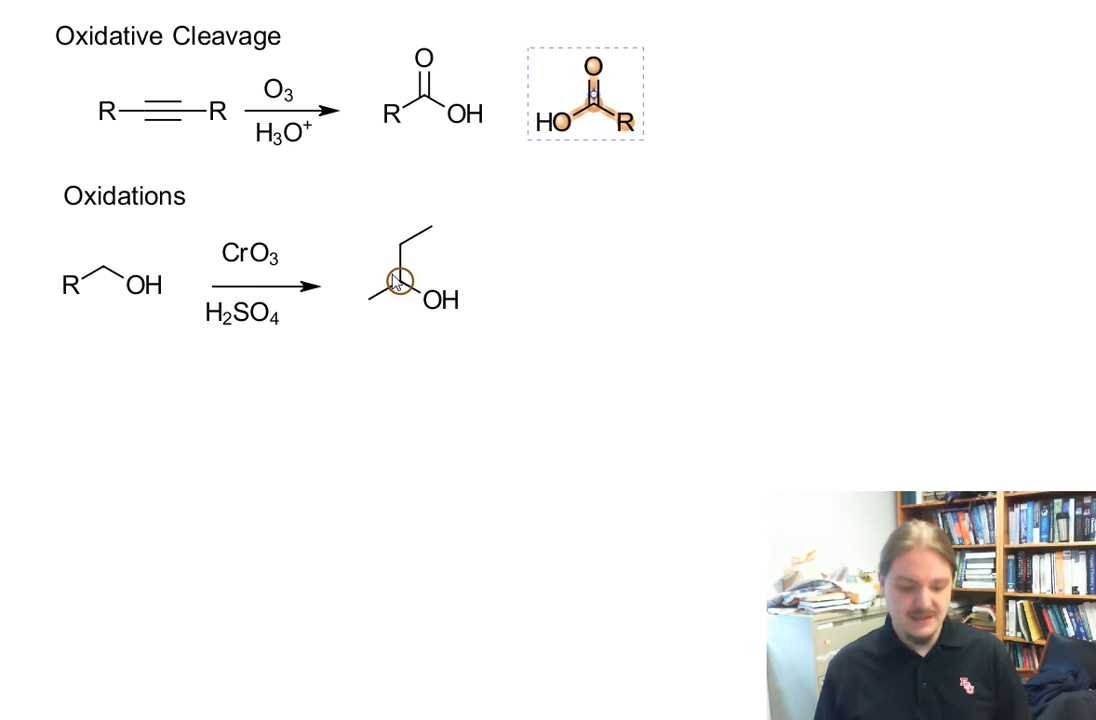 Oxidative Cleavage
R R O3 H3O+ O R OH O HO R
Oxidations
R OH CrO3 H2SO4 OH